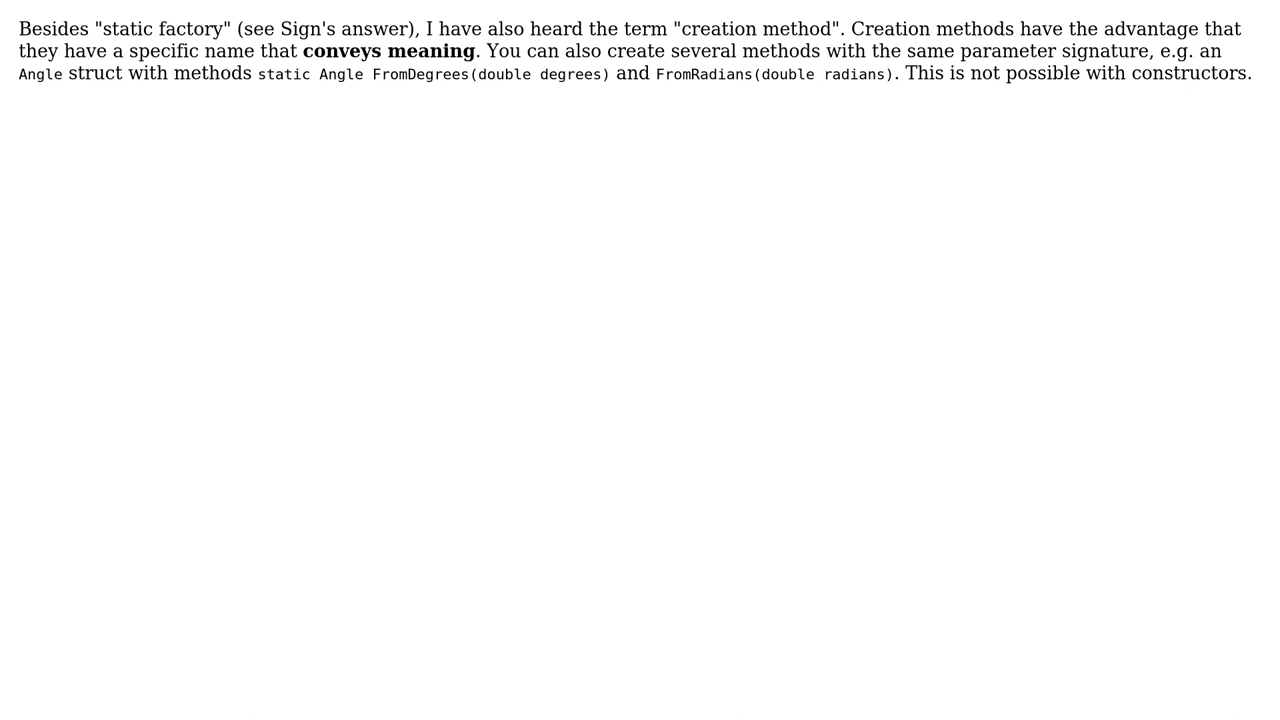 Besides "static factory" (see Sign's answer), I have also heard the term "creation method". Creation methods have the advantage that
they have a specific name that conveys meaning. You can also create several methods with the same parameter signature, e.g. an
Angle struct with methods static Angle FromDegrees(double degrees) and FromRadians(double radians). This is not possible with constructors.